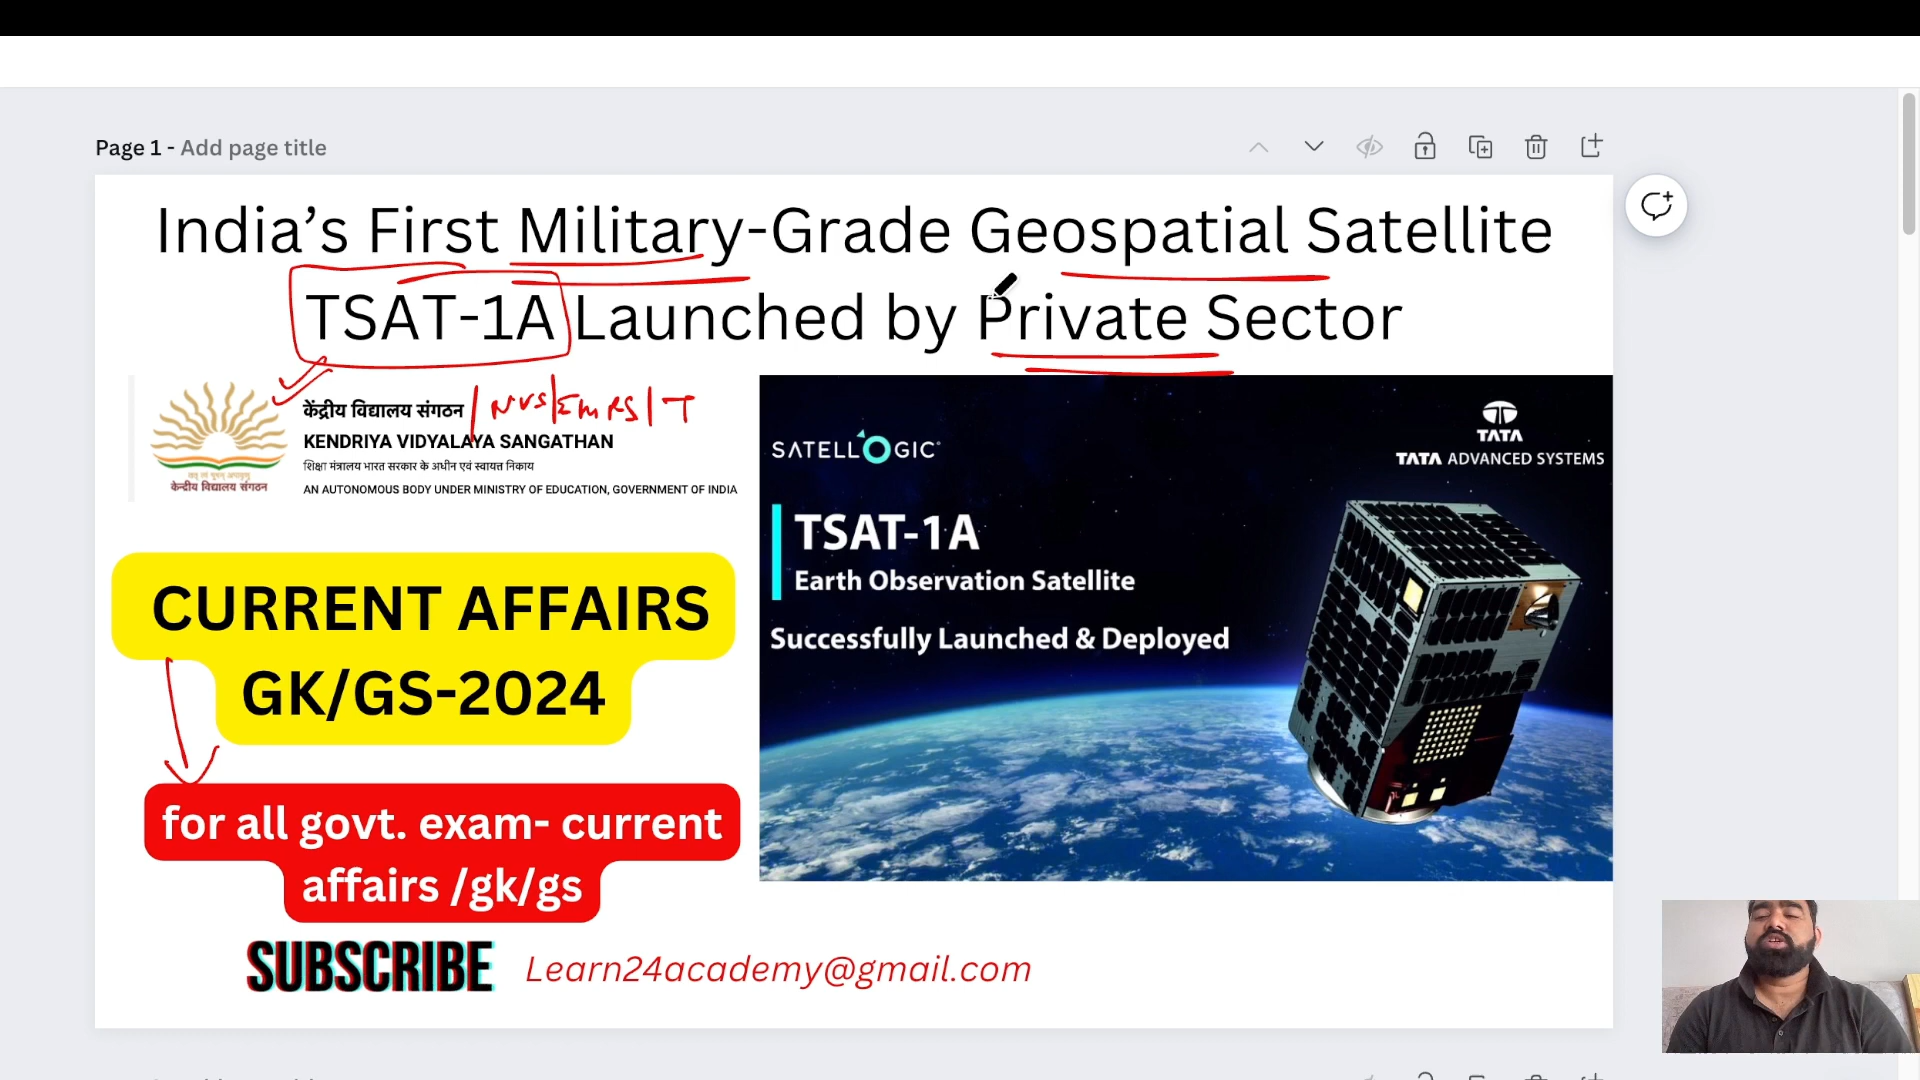 Page 1 - Add page title
India’s First Military-Grade Geospatial Satellite
TSAT-1A Launched by Private Sector
केंद्रीय विद्यालय संगठन / NVS/EMRS/T
KENDRIYA VIDYALAYA SANGATHAN
शिक्षा मंत्रालय भारत सरकार के अधीन एवं स्वायत्त निकाय
AN AUTONOMOUS BODY UNDER MINISTRY OF EDUCATION, GOVERNMENT OF INDIA
केन्द्रीय विद्यालय संगठन
CURRENT AFFAIRS
GK/GS-2024
for all govt. exam- current
affairs /gk/gs
SUBSCRIBE
Learn24academy@gmail.com
SATELLOGIC
TATA
TATA ADVANCED SYSTEMS
TSAT-1A
Earth Observation Satellite
Successfully Launched & Deployed